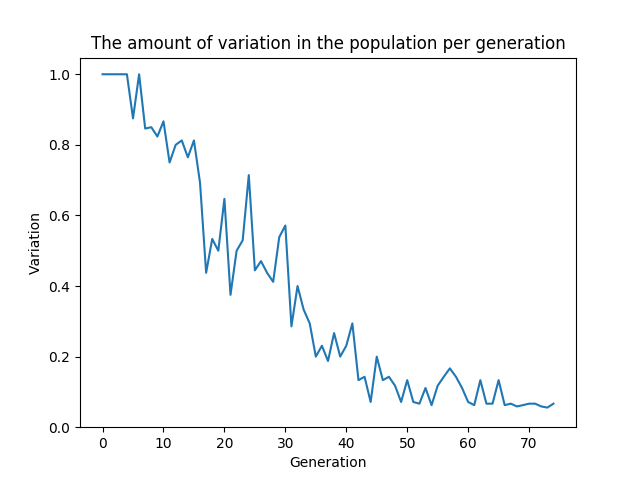 The amount of variation in the population per generation
1.0
0.8
0.6
0.4
0.2
0.0
Variation
0 10 20 30 40 50 60 70
Generation